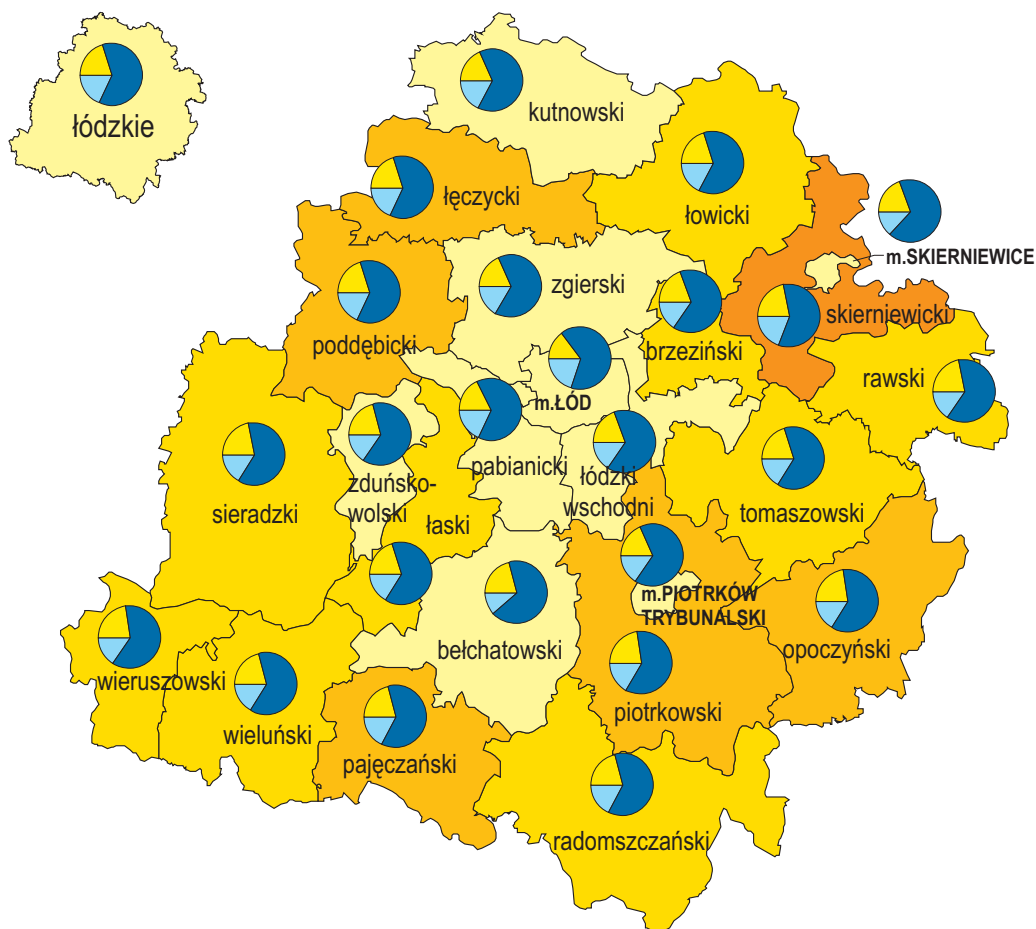 łódzkie
kutnowski
łęczycki
łowicki
m.SKIERNIEWICE
zgierski
skierniewicki
poddębicki
brzeziński
rawski
m.ŁÓD
pabianicki
łódzki
wschodni
zduńsko-
wolski
sieradzki
łaski
tomaszowski
m.PIOTRKÓW
TRYBUNALSKI
bełchatowski
opoczyński
wieruszowski
piotrkowski
wieluński
pajęczański
radomszczański